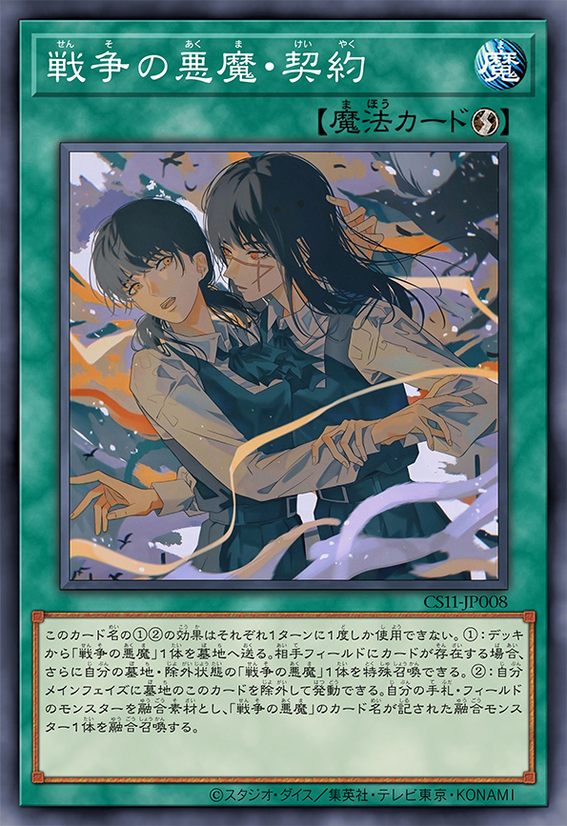 戦争の悪魔・契約
魔
【魔法カード】
CS11-JP008
このカード名の①②の効果はそれぞれ1ターンに1度しか使用できない。①：デッキ
から「戦争の悪魔」1体を墓地へ送る。相手フィールドにカードが存在する場合、
さらに自分の墓地・除外状態の「戦争の悪魔」1体を特殊召喚できる。②：自分
メインフェイズに墓地のこのカードを除外して発動できる。自分の手札・フィールド
のモンスターを融合素材とし、「戦争の悪魔」のカード名が記された融合モンス
ター1体を融合召喚する。
©スタジオ・ダイス／集英社・テレビ東京・KONAMI